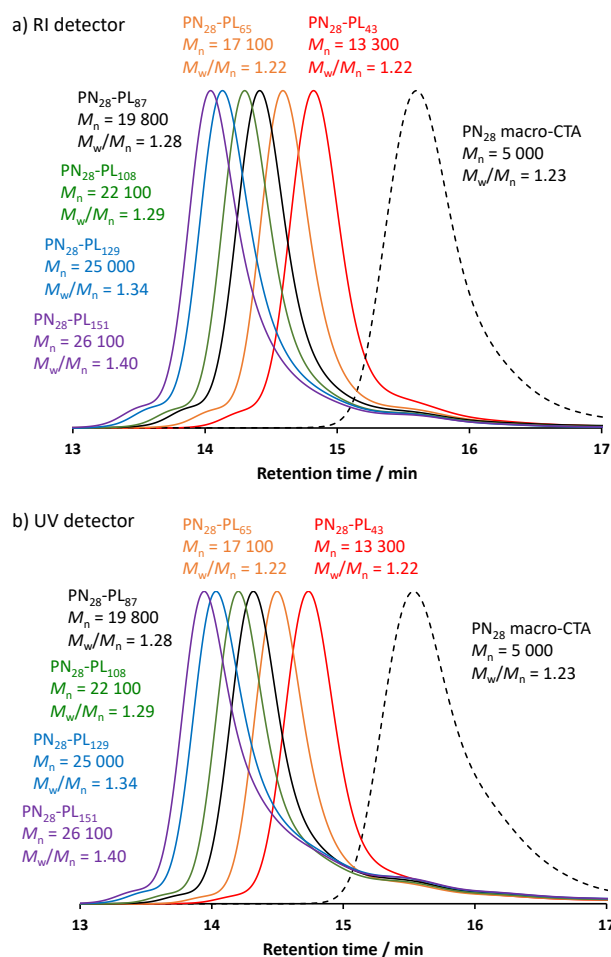 a) RI detector
PN28-PL65
Mn = 17 100
Mw/Mn = 1.22
PN28-PL43
Mn = 13 300
Mw/Mn = 1.22
PN28-PL87
Mn = 19 800
Mw/Mn = 1.28
PN28-PL108
Mn = 22 100
Mw/Mn = 1.29
PN28-PL129
Mn = 25 000
Mw/Mn = 1.34
PN28-PL151
Mn = 26 100
Mw/Mn = 1.40
PN28 macro-CTA
Mn = 5 000
Mw/Mn = 1.23
13 14 15 16 17
Retention time / min
b) UV detector
PN28-PL65
Mn = 17 100
Mw/Mn = 1.22
PN28-PL43
Mn = 13 300
Mw/Mn = 1.22
PN28-PL87
Mn = 19 800
Mw/Mn = 1.28
PN28-PL108
Mn = 22 100
Mw/Mn = 1.29
PN28-PL129
Mn = 25 000
Mw/Mn = 1.34
PN28-PL151
Mn = 26 100
Mw/Mn = 1.40
PN28 macro-CTA
Mn = 5 000
Mw/Mn = 1.23
13 14 15 16 17
Retention time / min